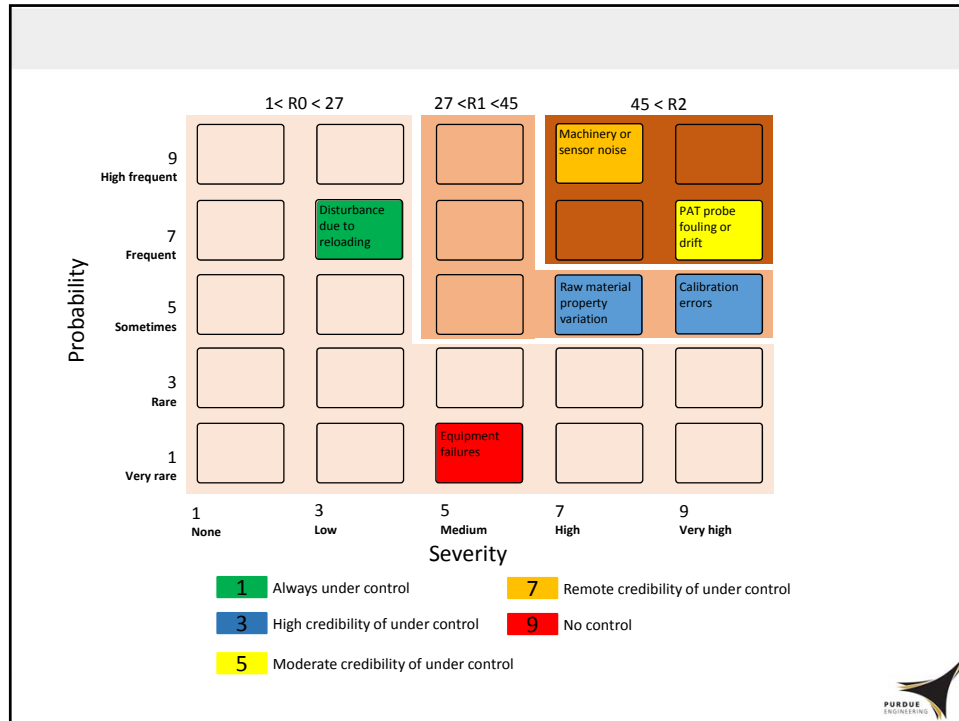 1< R0 < 27
27 <R1 <45
45 < R2
9
High frequent
Machinery or
sensor noise
7
Frequent
Disturbance
due to
reloading
PAT probe
fouling or
drift
Probability
5
Sometimes
Raw material
property
variation
Calibration
errors
3
Rare
1
Very rare
Equipment
failures
1
None
3
Low
5
Medium
7
High
9
Very high
Severity
1 Always under control
7 Remote credibility of under control
3 High credibility of under control
9 No control
5 Moderate credibility of under control
PURDUE
ENGINEERING